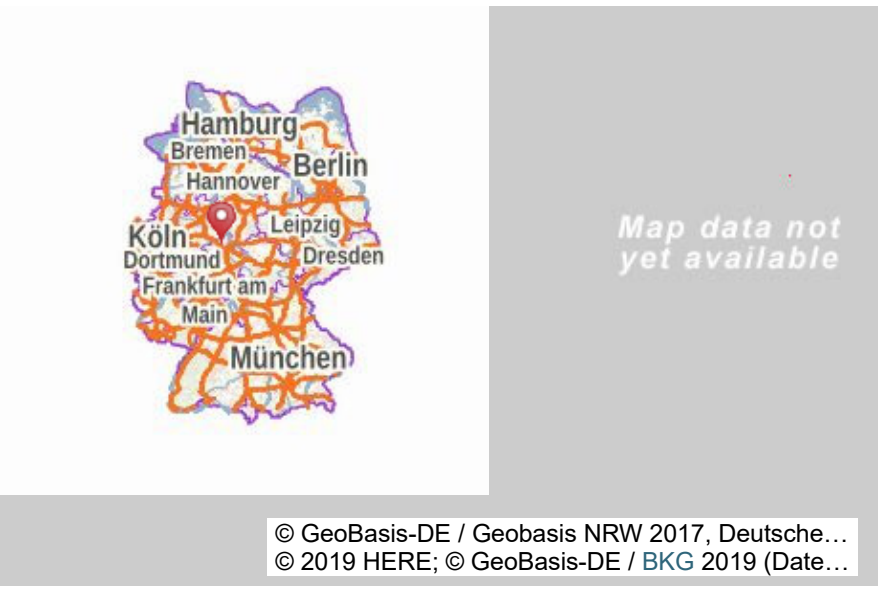 Hamburg
Bremen
Berlin
Hannover
Köln
Leipzig
Dortmund
Dresden
Frankfurt am
Main
München
Map data not
yet available
© GeoBasis-DE / Geobasis NRW 2017, Deutsche…
© 2019 HERE; © GeoBasis-DE / BKG 2019 (Date…